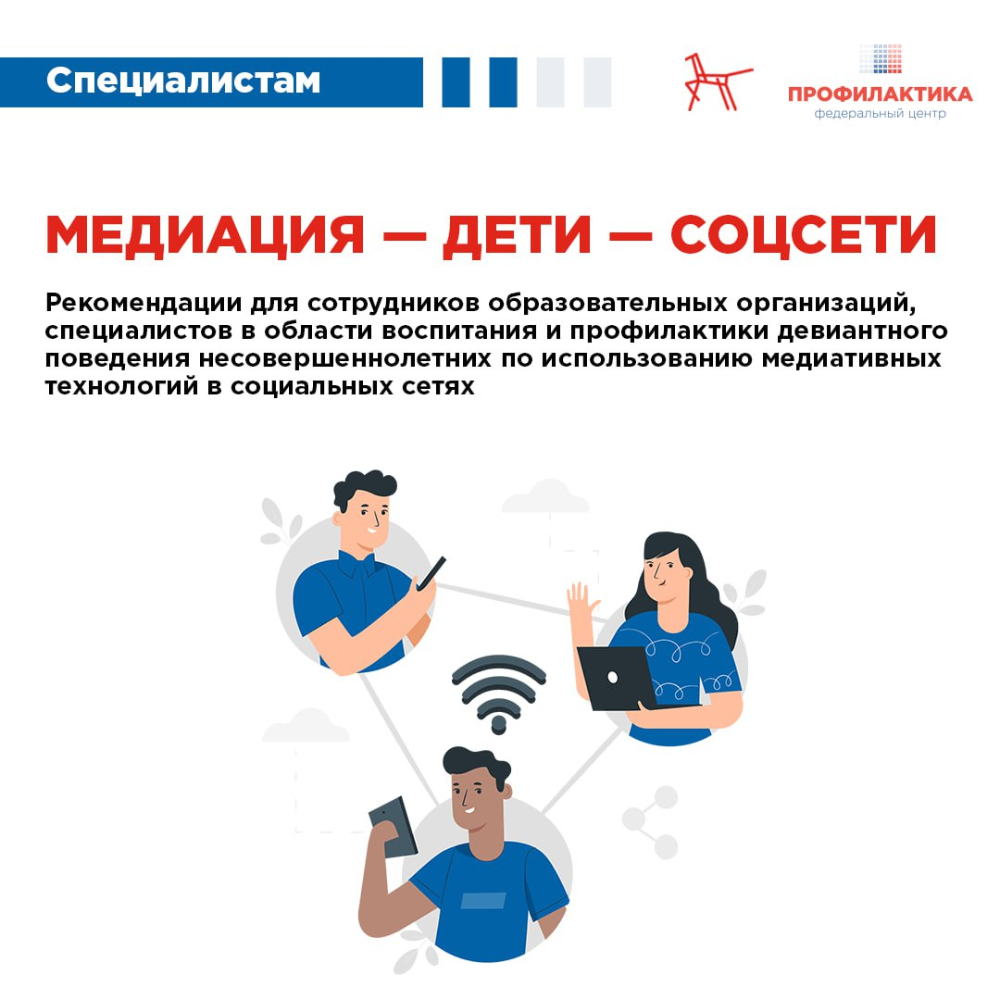 Специалистам
ПРОФИЛАКТИКА
федеральный центр
МЕДИАЦИЯ — ДЕТИ — СОЦСЕТИ
Рекомендации для сотрудников образовательных организаций,
специалистов в области воспитания и профилактики девиантного
поведения несовершеннолетних по использованию медиативных
технологий в социальных сетях